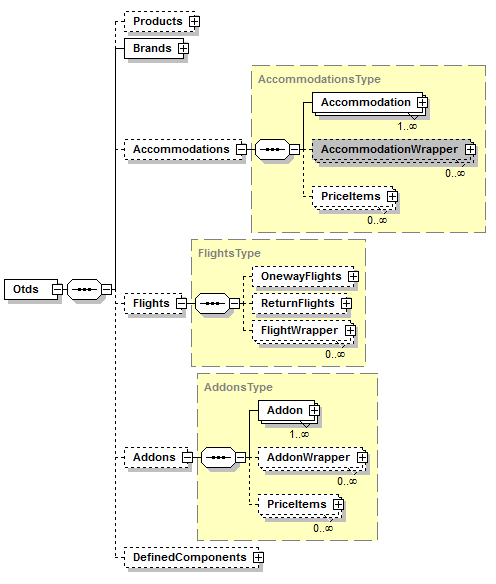 Products
Brands
AccommodationsType
Accommodation
1..∞
Accommodations
AccommodationWrapper
0..∞
PriceItems
0..∞
FlightsType
OnewayFlights
Otds
Flights
ReturnFlights
FlightWrapper
0..∞
AddonsType
Addon
1..∞
Addons
AddonWrapper
0..∞
PriceItems
0..∞
DefinedComponents